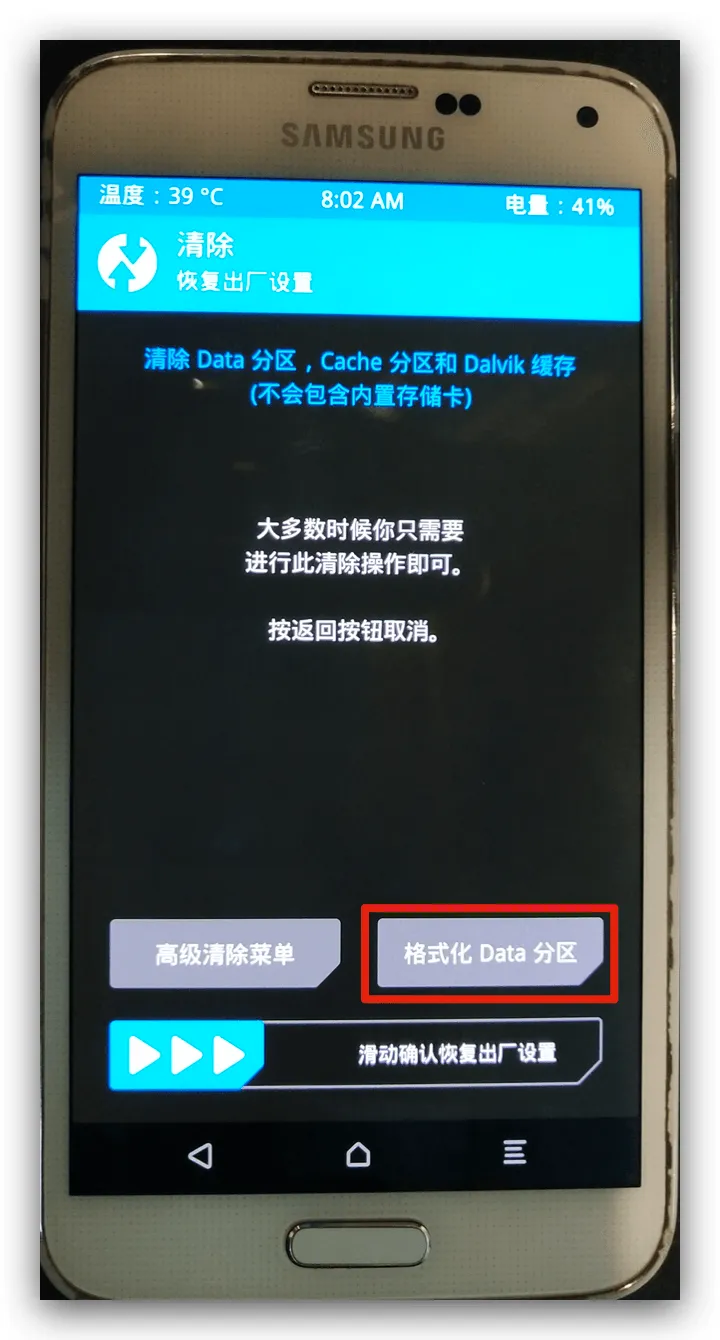 SAMSUNG
温度：39 °C 8:02 AM 电量：41%
清除
恢复出厂设置
清除 Data 分区，Cache 分区和 Dalvik 缓存
(不会包含内置存储卡)
大多数时候你只需要
进行此清除操作即可。
按返回按钮取消。
高级清除菜单 格式化 Data 分区
滑动确认恢复出厂设置